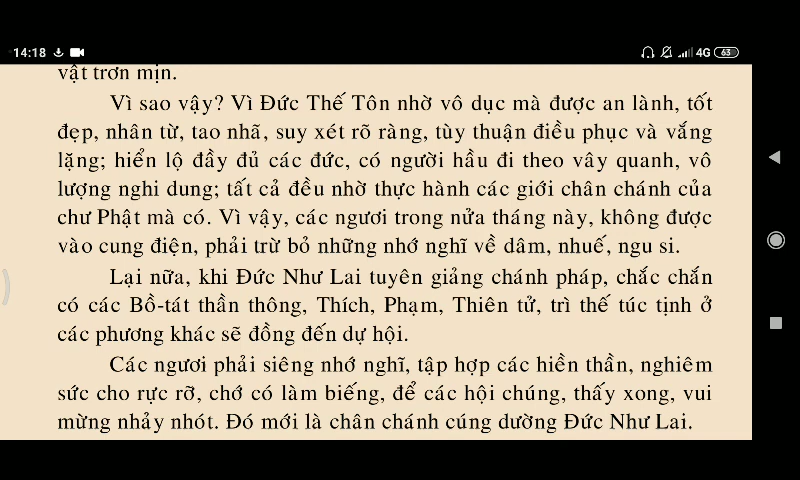 14:18 4G 63
vật trơn mịn.
Vì sao vậy? Vì Đức Thế Tôn nhờ vô dục mà được an lành, tốt
đẹp, nhân từ, tao nhã, suy xét rõ ràng, tùy thuận điều phục và vắng
lặng; hiển lộ đầy đủ các đức, có người hầu đi theo vây quanh, vô
lượng nghi dung; tất cả đều nhờ thực hành các giới chân chánh của
chư Phật mà có. Vì vậy, các ngươi trong nửa tháng này, không được
vào cung điện, phải trừ bỏ những nhớ nghĩ về dâm, nhuế, ngu si.
Lại nữa, khi Đức Như Lai tuyên giảng chánh pháp, chắc chắn
có các Bồ-tát thần thông, Thích, Phạm, Thiên tử, trì thế túc tịnh ở
các phương khác sẽ đồng đến dự hội.
Các ngươi phải siêng nhớ nghĩ, tập hợp các hiền thần, nghiêm
sức cho rực rỡ, chớ có làm biếng, để các hội chúng, thấy xong, vui
mừng nhảy nhót. Đó mới là chân chánh cúng dường Đức Như Lai.